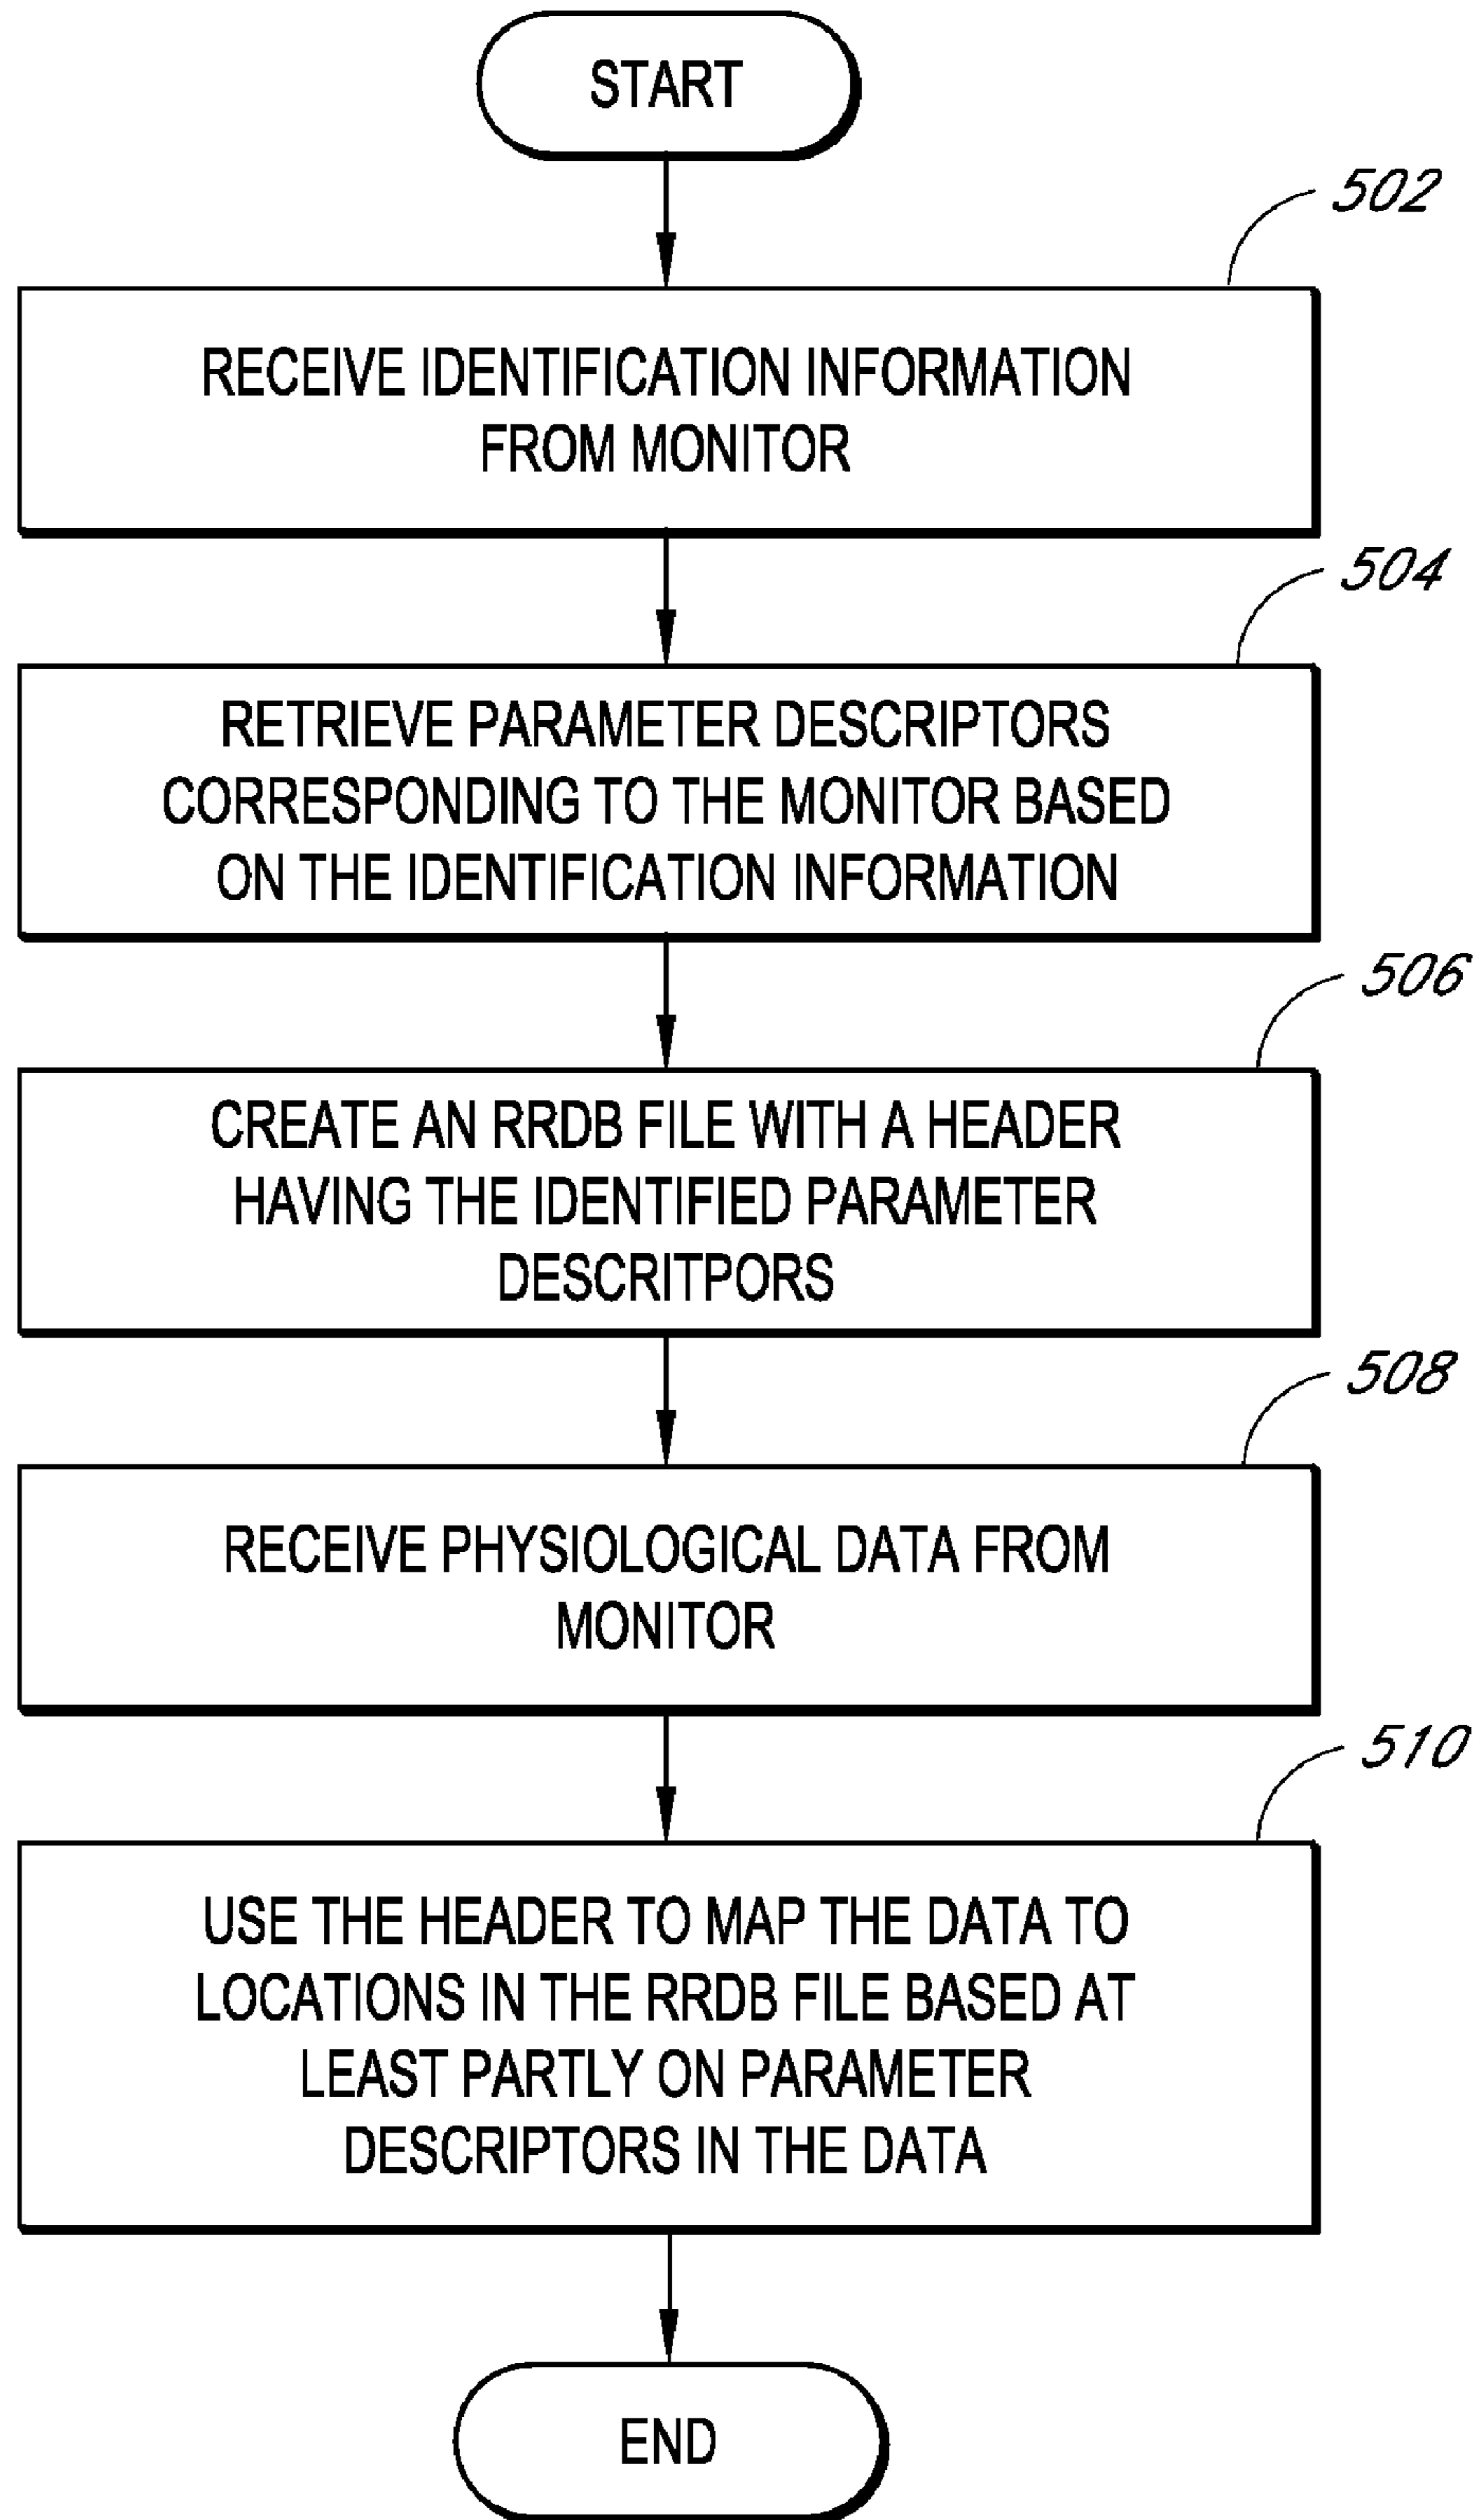 START
502
RECEIVE IDENTIFICATION INFORMATION
FROM MONITOR
504
RETRIEVE PARAMETER DESCRIPTORS
CORRESPONDING TO THE MONITOR BASED
ON THE IDENTIFICATION INFORMATION
506
CREATE AN RRDB FILE WITH A HEADER
HAVING THE IDENTIFIED PARAMETER
DESCRITPORS
508
RECEIVE PHYSIOLOGICAL DATA FROM
MONITOR
510
USE THE HEADER TO MAP THE DATA TO
LOCATIONS IN THE RRDB FILE BASED AT
LEAST PARTLY ON PARAMETER
DESCRIPTORS IN THE DATA
END